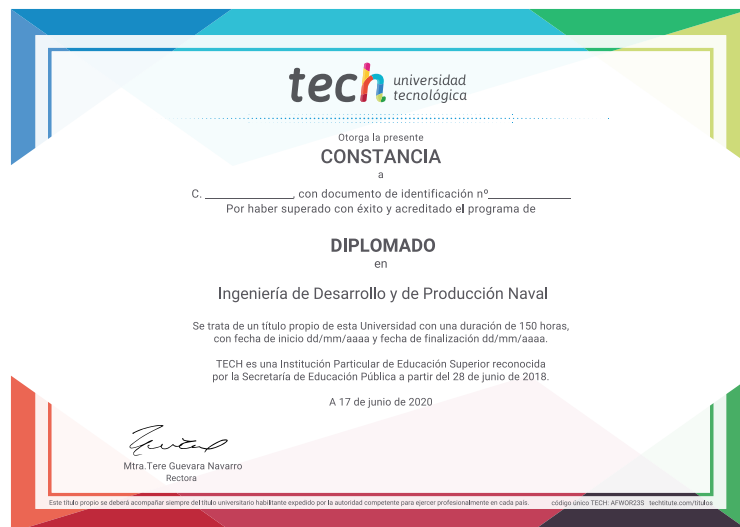 tech universidad
tecnológica
Otorga la presente
CONSTANCIA
a
C. ______________, con documento de identificación nº_____________
Por haber superado con éxito y acreditado el programa de
DIPLOMADO
en
Ingeniería de Desarrollo y de Producción Naval
Se trata de un título propio de esta Universidad con una duración de 150 horas,
con fecha de inicio dd/mm/aaaa y fecha de finalización dd/mm/aaaa.
TECH es una Institución Particular de Educación Superior reconocida
por la Secretaría de Educación Pública a partir del 28 de junio de 2018.
A 17 de junio de 2020
Mtra.Tere Guevara Navarro
Rectora
Este título propio se deberá acompañar siempre del título universitario habilitante expedido por la autoridad competente para ejercer profesionalmente en cada país. código único TECH: AFWOR23S techtitute.com/títulos